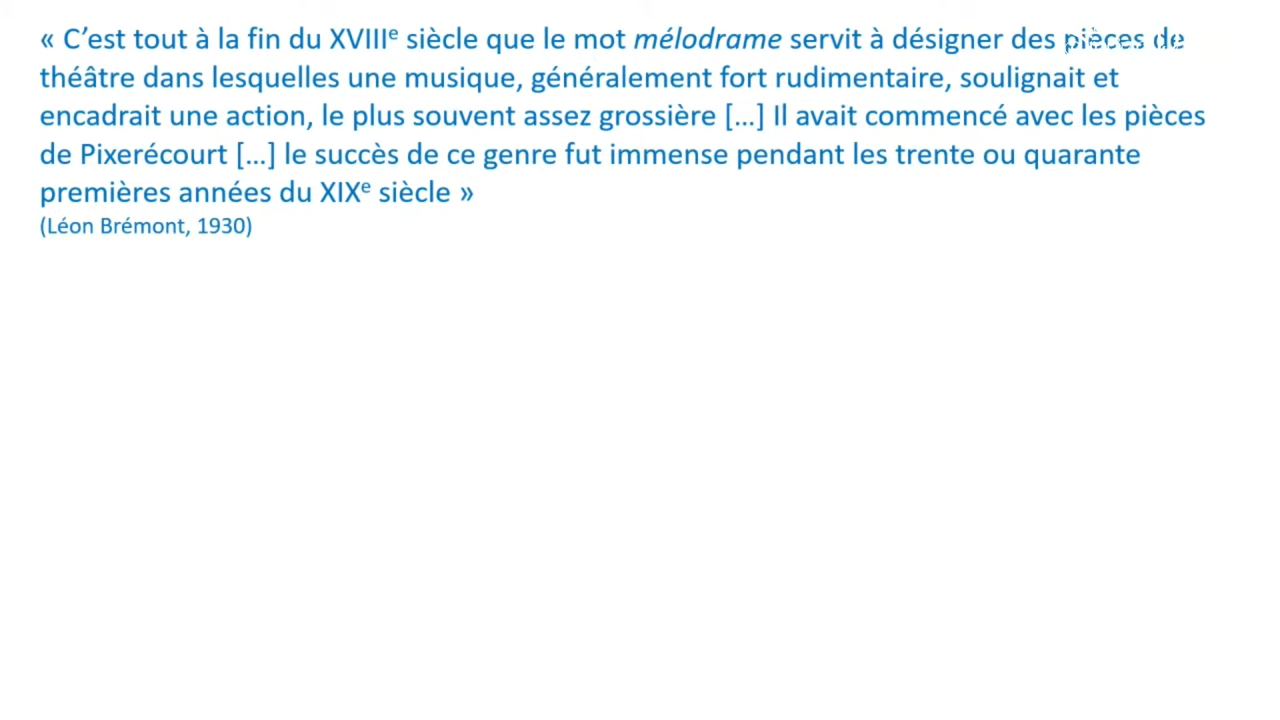 « C’est tout à la fin du XVIIIe siècle que le mot mélodrame servit à désigner des pièces de
théâtre dans lesquelles une musique, généralement fort rudimentaire, soulignait et
encadrait une action, le plus souvent assez grossière […] Il avait commencé avec les pièces
de Pixerécourt […] le succès de ce genre fut immense pendant les trente ou quarante
premières années du XIXe siècle »
(Léon Brémont, 1930)